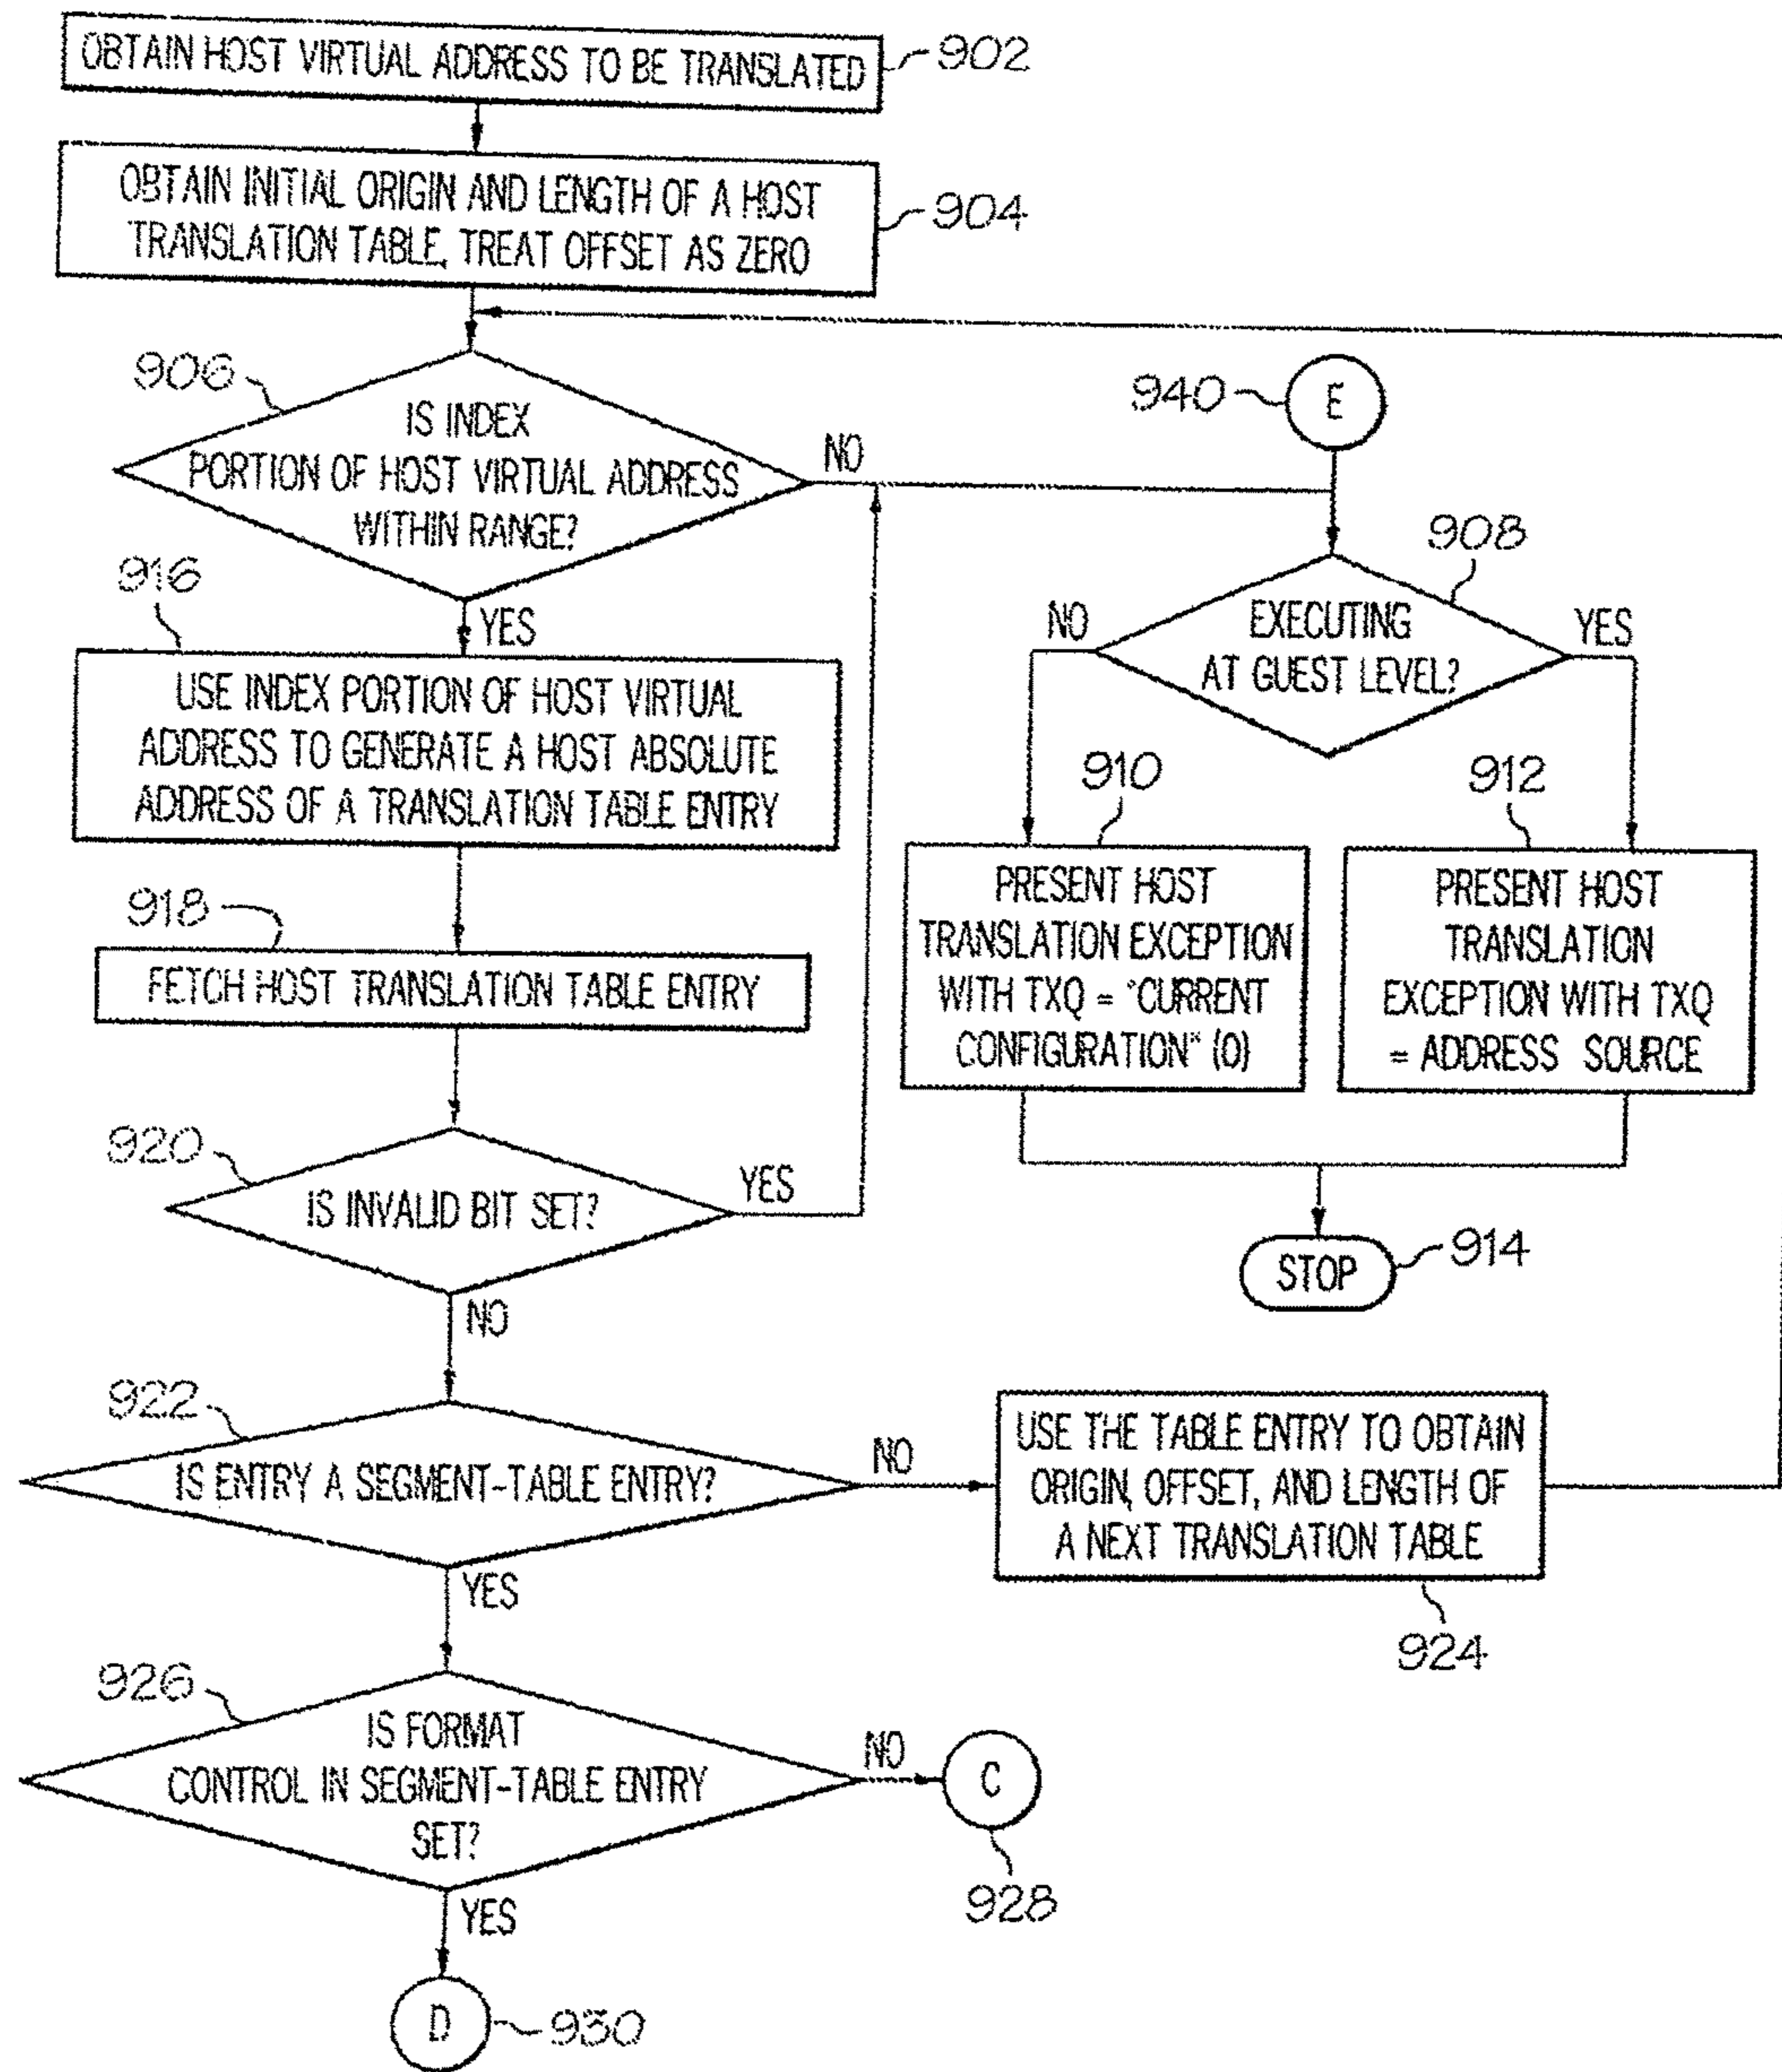 OBTAIN HOST VIRTUAL ADDRESS TO BE TRANSLATED
902
OBTAIN INITIAL ORIGIN AND LENGTH OF A HOST
TRANSLATION TABLE, TREAT OFFSET AS ZERO
904
906
IS INDEX
PORTION OF HOST VIRTUAL ADDRESS
WITHIN RANGE?
NO
YES
940
E
908
EXECUTING
AT GUEST LEVEL?
NO
YES
916
USE INDEX PORTION OF HOST VIRTUAL
ADDRESS TO GENERATE A HOST ABSOLUTE
ADDRESS OF A TRANSLATION TABLE ENTRY
910
PRESENT HOST
TRANSLATION EXCEPTION
WITH TXQ = "CURRENT
CONFIGURATION" (0)
912
PRESENT HOST
TRANSLATION
EXCEPTION WITH TXQ
= ADDRESS SOURCE
918
FETCH HOST TRANSLATION TABLE ENTRY
920
IS INVALID BIT SET?
YES
NO
STOP
914
922
IS ENTRY A SEGMENT-TABLE ENTRY?
NO
YES
USE THE TABLE ENTRY TO OBTAIN
ORIGIN, OFFSET, AND LENGTH OF
A NEXT TRANSLATION TABLE
924
926
IS FORMAT
CONTROL IN SEGMENT-TABLE ENTRY
SET?
NO
C
928
YES
D
930